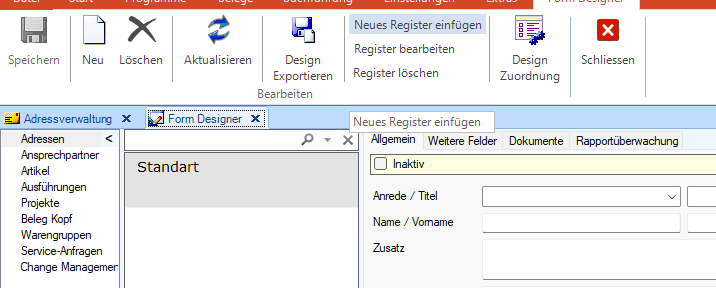 Datei Start Programme Belege Buchführung Einstellungen Extras Form Designer
Speichern
Neu
Löschen
Aktualisieren
Design
Exportieren
Neues Register einfügen
Register bearbeiten
Register löschen
Design
Zuordnung
Schliessen
Bearbeiten
Adressverwaltung
Form Designer
Neues Register einfügen
Adressen <
Ansprechpartner
Artikel
Ausführungen
Projekte
Beleg Kopf
Warengruppen
Service-Anfragen
Change Managemen
Standart
Allgemein Weitere Felder Dokumente Rapportüberwachung
Inaktiv
Anrede / Titel
Name / Vorname
Zusatz